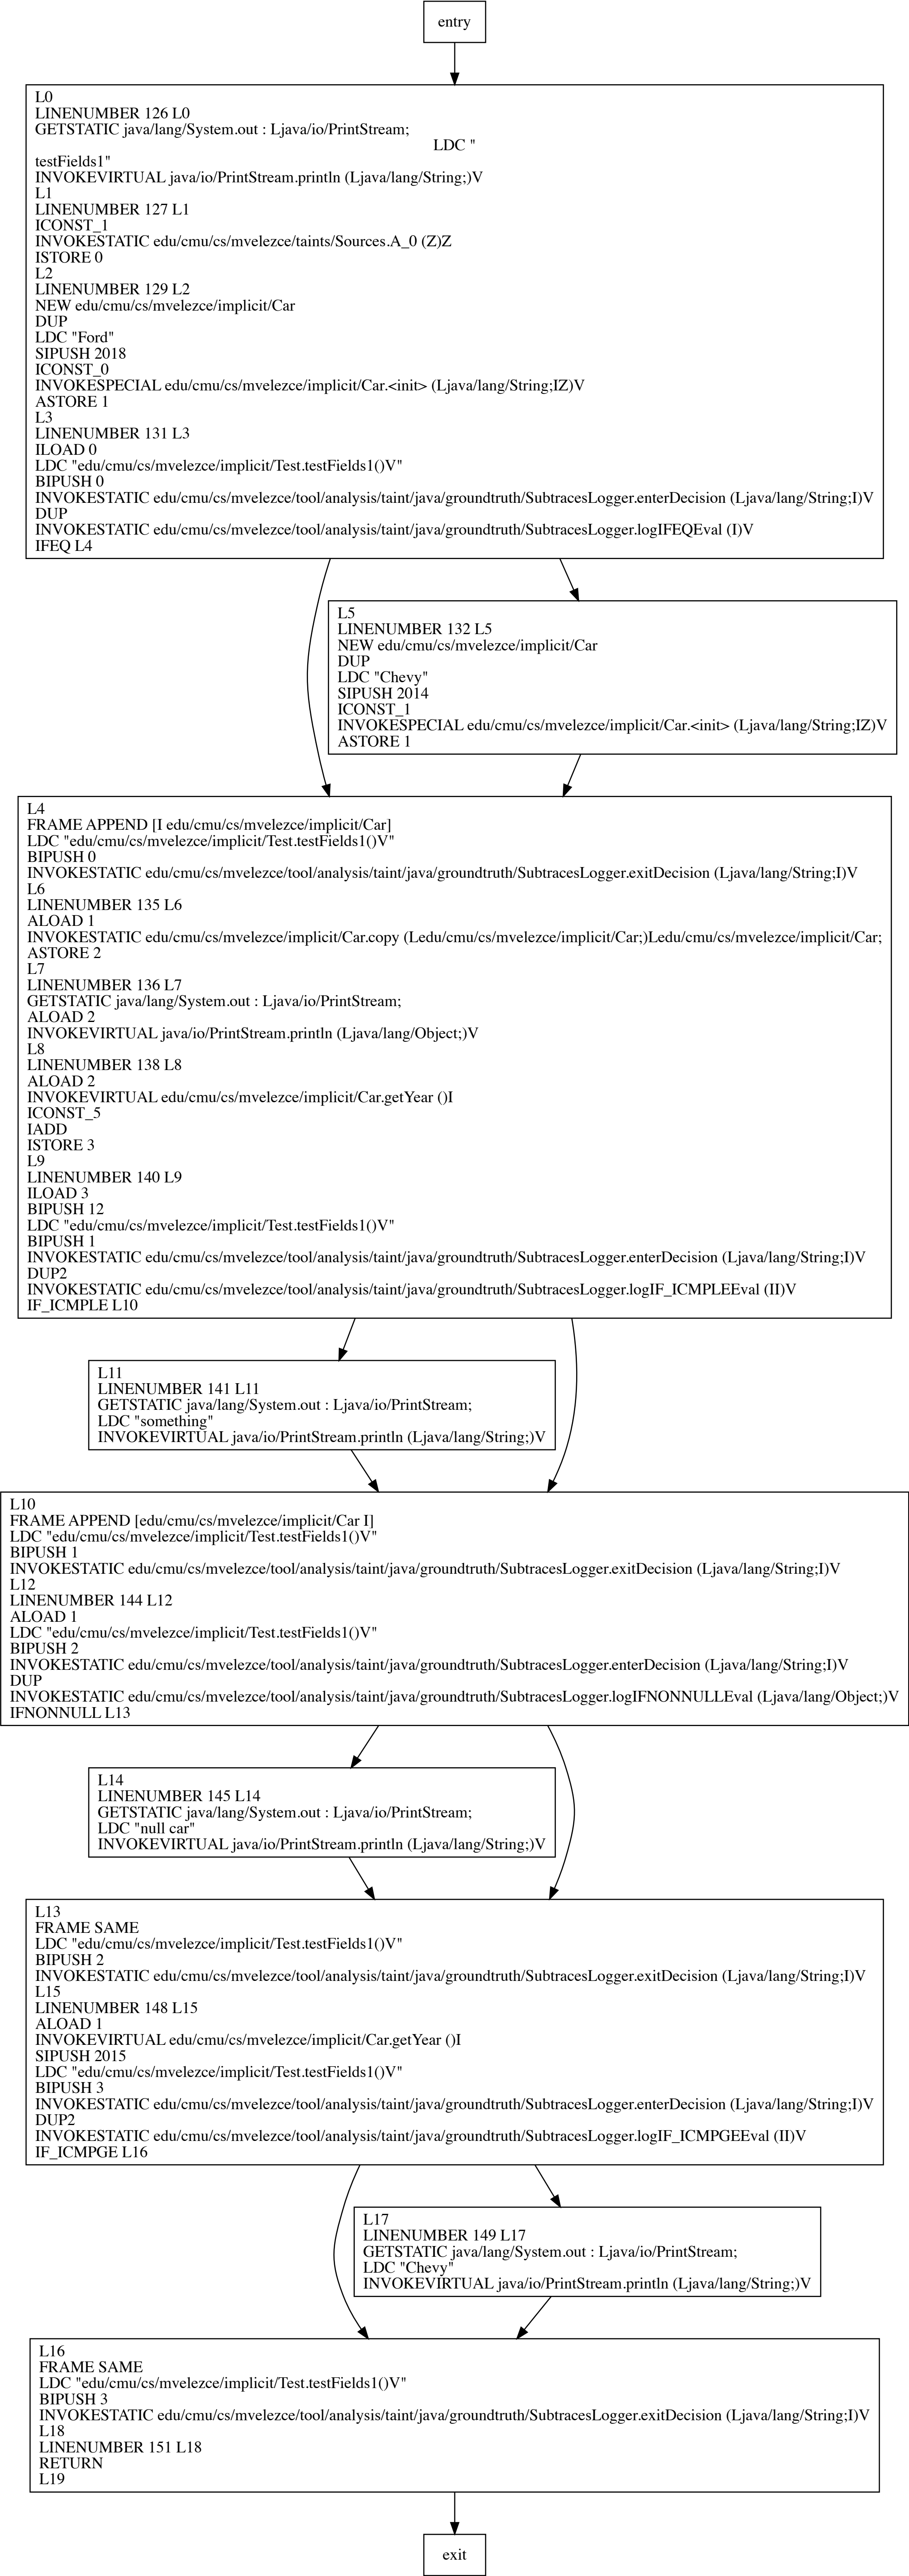 entry
L0
LINENUMBER 126 L0
GETSTATIC java/lang/System.out : Ljava/io/PrintStream;
LDC "
testFields1"
INVOKEVIRTUAL java/io/PrintStream.println (Ljava/lang/String;)V
L1
LINENUMBER 127 L1
ICONST_1
INVOKESTATIC edu/cmu/cs/mvelezce/taints/Sources.A_0 (Z)Z
ISTORE 0
L2
LINENUMBER 129 L2
NEW edu/cmu/cs/mvelezce/implicit/Car
DUP
LDC "Ford"
SIPUSH 2018
ICONST_0
INVOKESPECIAL edu/cmu/cs/mvelezce/implicit/Car.<init> (Ljava/lang/String;IZ)V
ASTORE 1
L3
LINENUMBER 131 L3
ILOAD 0
LDC "edu/cmu/cs/mvelezce/implicit/Test.testFields1()V"
BIPUSH 0
INVOKESTATIC edu/cmu/cs/mvelezce/tool/analysis/taint/java/groundtruth/SubtracesLogger.enterDecision (Ljava/lang/String;I)V
DUP
INVOKESTATIC edu/cmu/cs/mvelezce/tool/analysis/taint/java/groundtruth/SubtracesLogger.logIFEQEval (I)V
IFEQ L4
L5
LINENUMBER 132 L5
NEW edu/cmu/cs/mvelezce/implicit/Car
DUP
LDC "Chevy"
SIPUSH 2014
ICONST_1
INVOKESPECIAL edu/cmu/cs/mvelezce/implicit/Car.<init> (Ljava/lang/String;IZ)V
ASTORE 1
L4
FRAME APPEND [I edu/cmu/cs/mvelezce/implicit/Car]
LDC "edu/cmu/cs/mvelezce/implicit/Test.testFields1()V"
BIPUSH 0
INVOKESTATIC edu/cmu/cs/mvelezce/tool/analysis/taint/java/groundtruth/SubtracesLogger.exitDecision (Ljava/lang/String;I)V
L6
LINENUMBER 135 L6
ALOAD 1
INVOKESTATIC edu/cmu/cs/mvelezce/implicit/Car.copy (Ledu/cmu/cs/mvelezce/implicit/Car;)Ledu/cmu/cs/mvelezce/implicit/Car;
ASTORE 2
L7
LINENUMBER 136 L7
GETSTATIC java/lang/System.out : Ljava/io/PrintStream;
ALOAD 2
INVOKEVIRTUAL java/io/PrintStream.println (Ljava/lang/Object;)V
L8
LINENUMBER 138 L8
ALOAD 2
INVOKEVIRTUAL edu/cmu/cs/mvelezce/implicit/Car.getYear ()I
ICONST_5
IADD
ISTORE 3
L9
LINENUMBER 140 L9
ILOAD 3
BIPUSH 12
LDC "edu/cmu/cs/mvelezce/implicit/Test.testFields1()V"
BIPUSH 1
INVOKESTATIC edu/cmu/cs/mvelezce/tool/analysis/taint/java/groundtruth/SubtracesLogger.enterDecision (Ljava/lang/String;I)V
DUP2
INVOKESTATIC edu/cmu/cs/mvelezce/tool/analysis/taint/java/groundtruth/SubtracesLogger.logIF_ICMPLEEval (II)V
IF_ICMPLE L10
L11
LINENUMBER 141 L11
GETSTATIC java/lang/System.out : Ljava/io/PrintStream;
LDC "something"
INVOKEVIRTUAL java/io/PrintStream.println (Ljava/lang/String;)V
L10
FRAME APPEND [edu/cmu/cs/mvelezce/implicit/Car I]
LDC "edu/cmu/cs/mvelezce/implicit/Test.testFields1()V"
BIPUSH 1
INVOKESTATIC edu/cmu/cs/mvelezce/tool/analysis/taint/java/groundtruth/SubtracesLogger.exitDecision (Ljava/lang/String;I)V
L12
LINENUMBER 144 L12
ALOAD 1
LDC "edu/cmu/cs/mvelezce/implicit/Test.testFields1()V"
BIPUSH 2
INVOKESTATIC edu/cmu/cs/mvelezce/tool/analysis/taint/java/groundtruth/SubtracesLogger.enterDecision (Ljava/lang/String;I)V
DUP
INVOKESTATIC edu/cmu/cs/mvelezce/tool/analysis/taint/java/groundtruth/SubtracesLogger.logIFNONNULLEval (Ljava/lang/Object;)V
IFNONNULL L13
L14
LINENUMBER 145 L14
GETSTATIC java/lang/System.out : Ljava/io/PrintStream;
LDC "null car"
INVOKEVIRTUAL java/io/PrintStream.println (Ljava/lang/String;)V
L13
FRAME SAME
LDC "edu/cmu/cs/mvelezce/implicit/Test.testFields1()V"
BIPUSH 2
INVOKESTATIC edu/cmu/cs/mvelezce/tool/analysis/taint/java/groundtruth/SubtracesLogger.exitDecision (Ljava/lang/String;I)V
L15
LINENUMBER 148 L15
ALOAD 1
INVOKEVIRTUAL edu/cmu/cs/mvelezce/implicit/Car.getYear ()I
SIPUSH 2015
LDC "edu/cmu/cs/mvelezce/implicit/Test.testFields1()V"
BIPUSH 3
INVOKESTATIC edu/cmu/cs/mvelezce/tool/analysis/taint/java/groundtruth/SubtracesLogger.enterDecision (Ljava/lang/String;I)V
DUP2
INVOKESTATIC edu/cmu/cs/mvelezce/tool/analysis/taint/java/groundtruth/SubtracesLogger.logIF_ICMPGEEval (II)V
IF_ICMPGE L16
L17
LINENUMBER 149 L17
GETSTATIC java/lang/System.out : Ljava/io/PrintStream;
LDC "Chevy"
INVOKEVIRTUAL java/io/PrintStream.println (Ljava/lang/String;)V
L16
FRAME SAME
LDC "edu/cmu/cs/mvelezce/implicit/Test.testFields1()V"
BIPUSH 3
INVOKESTATIC edu/cmu/cs/mvelezce/tool/analysis/taint/java/groundtruth/SubtracesLogger.exitDecision (Ljava/lang/String;I)V
L18
LINENUMBER 151 L18
RETURN
L19
exit